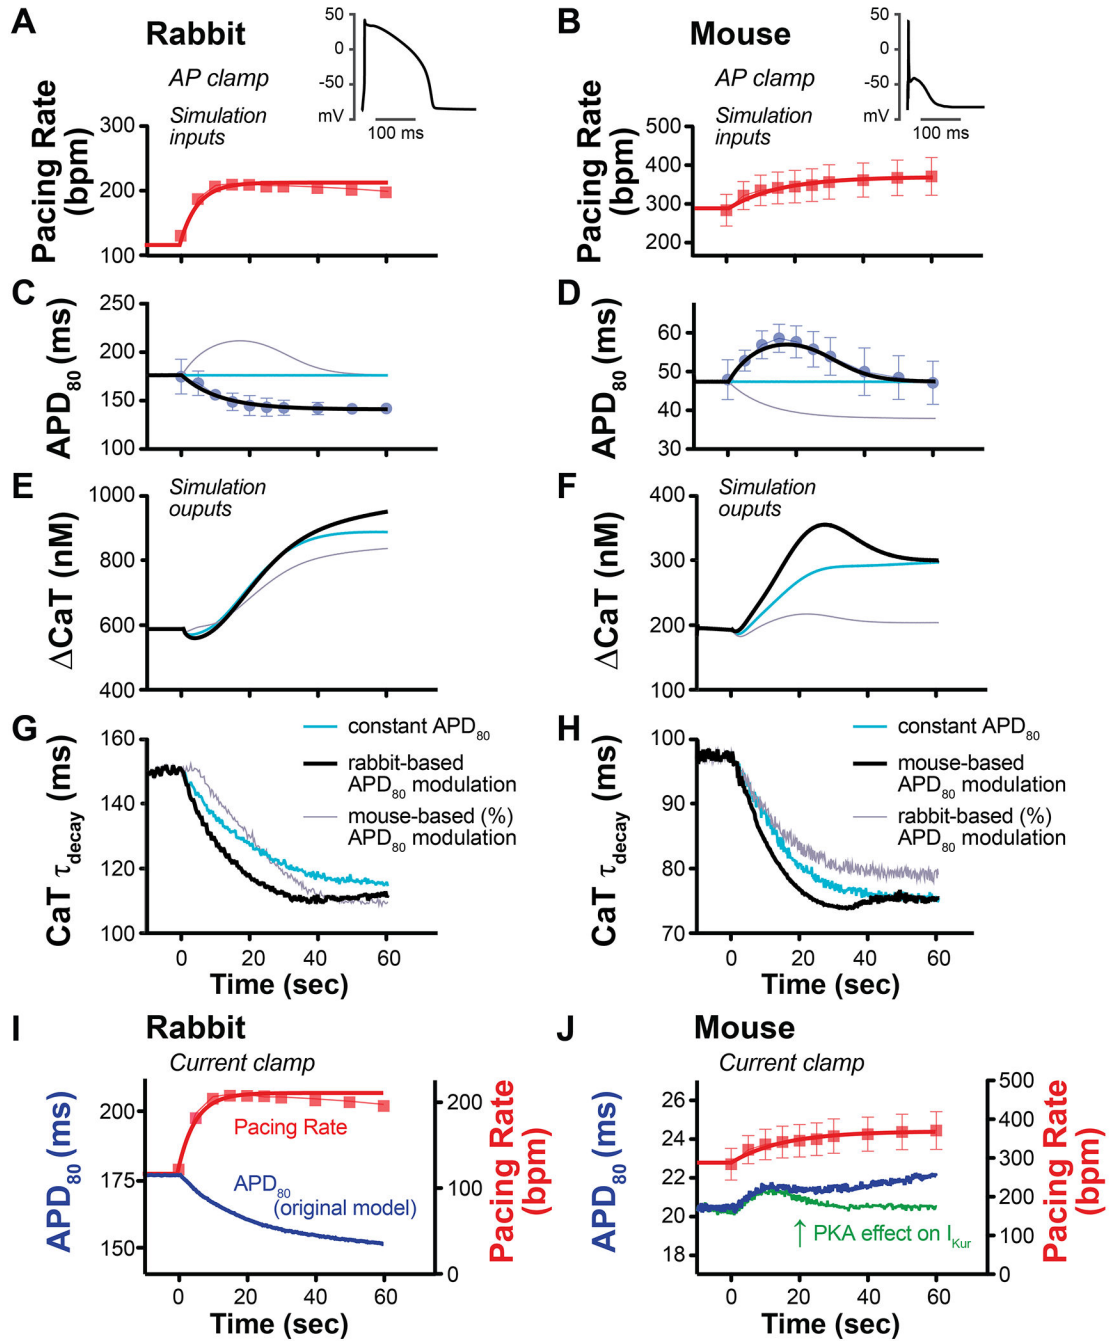 A
Rabbit
AP clamp
Simulation
inputs
50
0
-50
mV
100 ms
Pacing Rate
(bpm)
300
200
100
B
Mouse
AP clamp
Simulation
inputs
50
0
-50
mV
100 ms
Pacing Rate
(bpm)
500
400
300
200
C
APD80 (ms)
250
200
150
100
D
APD80 (ms)
60
50
40
30
E
Simulation
ouputs
ΔCaT (nM)
1000
800
600
400
F
Simulation
ouputs
ΔCaT (nM)
400
300
200
100
G
CaT τdecay (ms)
160
140
120
100
constant APD80
rabbit-based
APD80 modulation
mouse-based (%)
APD80 modulation
0 20 40 60
Time (sec)
H
CaT τdecay (ms)
100
90
80
70
constant APD80
mouse-based
APD80 modulation
rabbit-based (%)
APD80 modulation
0 20 40 60
Time (sec)
I
Rabbit
Current clamp
APD80 (ms)
200
175
150
Pacing Rate
APD80
(original model)
200
100
0
Pacing Rate
(bpm)
0 20 40 60
Time (sec)
J
Mouse
Current clamp
APD80 (ms)
26
24
22
20
18
↑ PKA effect on IKur
500
400
300
200
100
0
Pacing Rate
(bpm)
0 20 40 60
Time (sec)